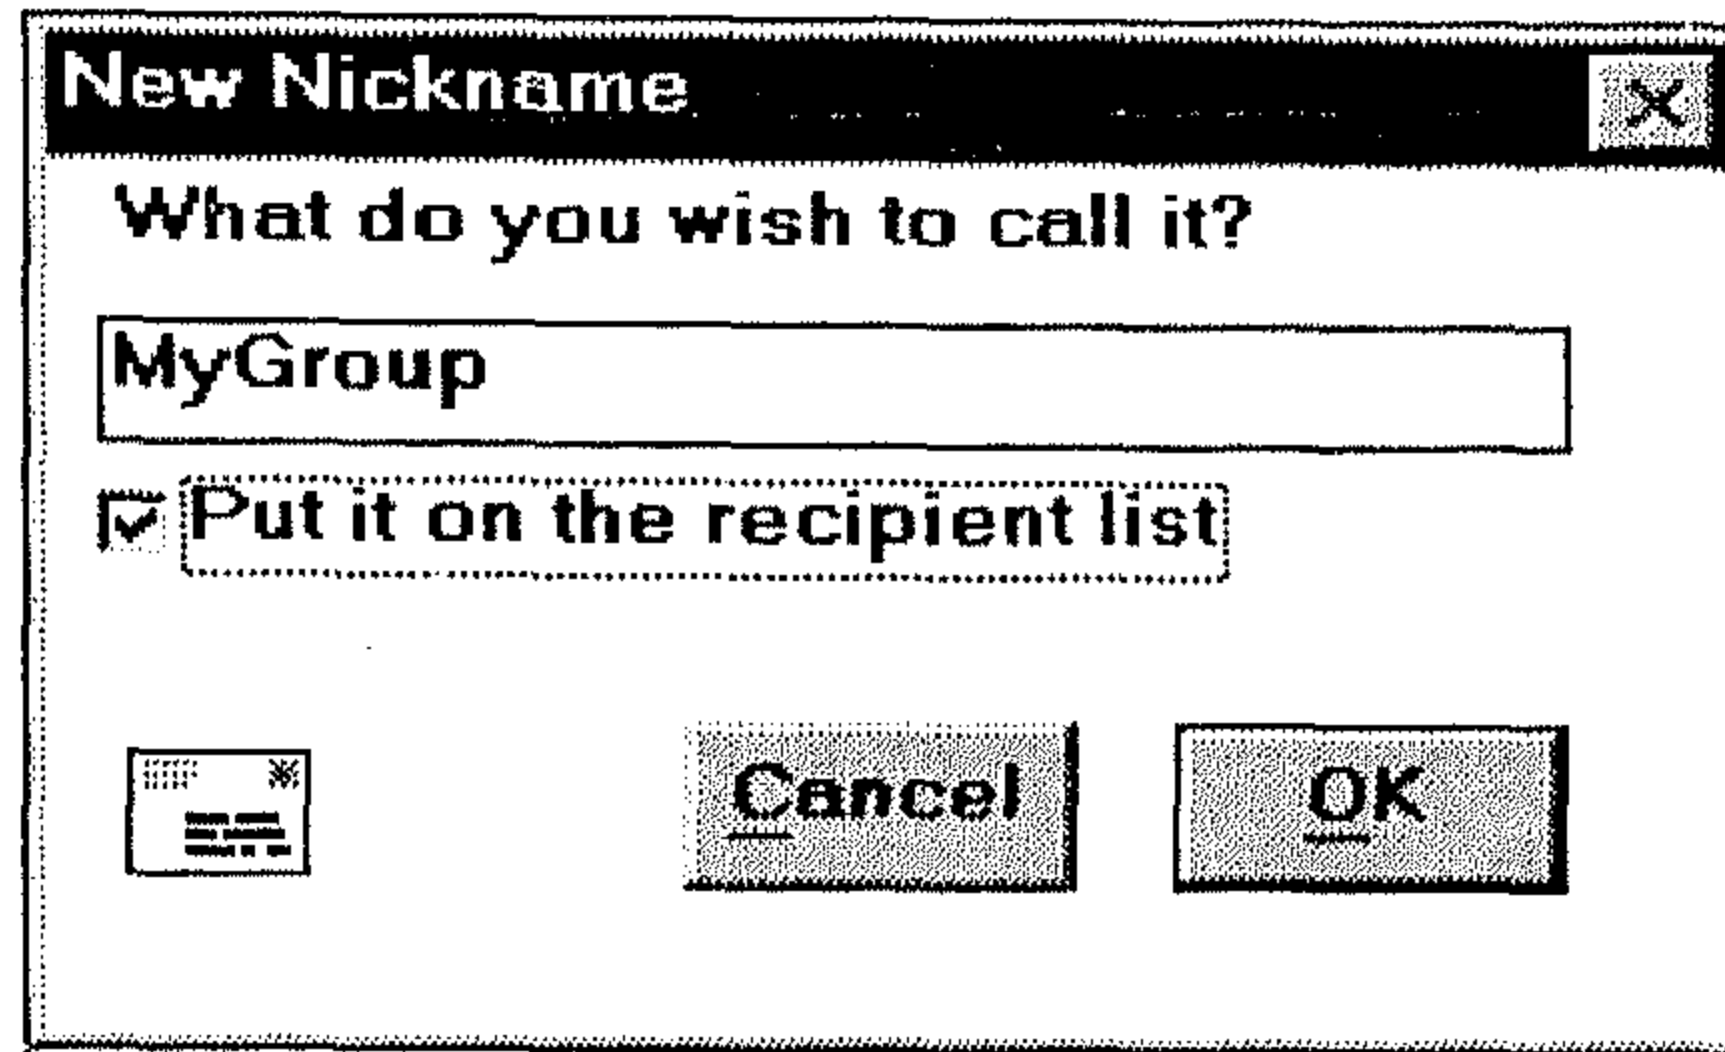 New Nickname
What do you wish to call it?
MyGroup
Put it on the recipient list
Cancel OK